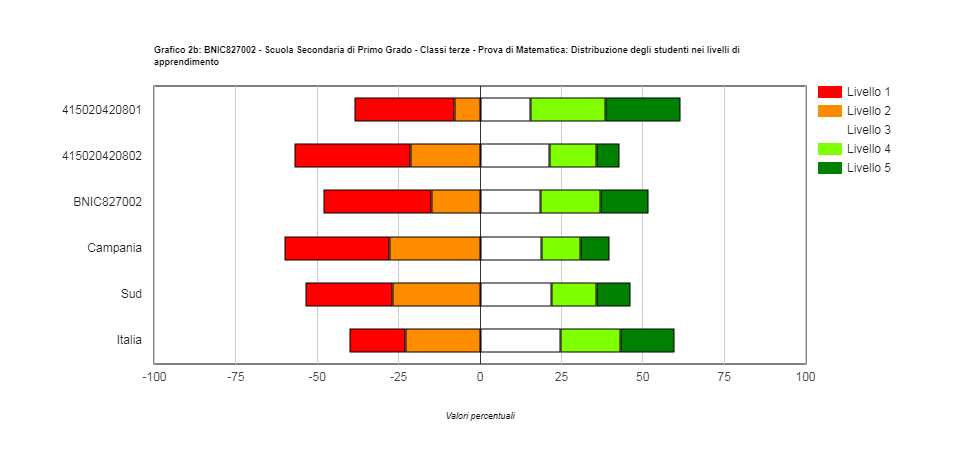 Grafico 2b: BNIC827002 - Scuola Secondaria di Primo Grado - Classi terze - Prova di Matematica: Distribuzione degli studenti nei livelli di
apprendimento
415020420801
415020420802
BNIC827002
Campania
Sud
Italia
-100 -75 -50 -25 0 25 50 75 100
Valori percentuali
Livello 1
Livello 2
Livello 3
Livello 4
Livello 5